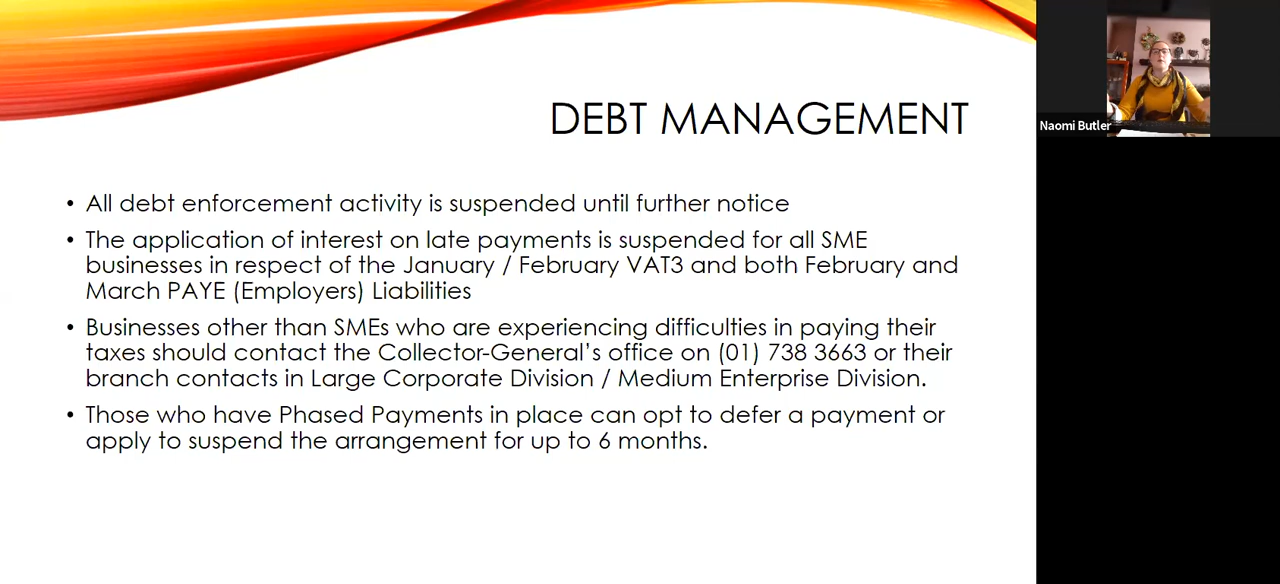 DEBT MANAGEMENT
• All debt enforcement activity is suspended until further notice
• The application of interest on late payments is suspended for all SME
businesses in respect of the January / February VAT3 and both February and
March PAYE (Employers) Liabilities
• Businesses other than SMEs who are experiencing difficulties in paying their
taxes should contact the Collector-General’s office on (01) 738 3663 or their
branch contacts in Large Corporate Division / Medium Enterprise Division.
• Those who have Phased Payments in place can opt to defer a payment or
apply to suspend the arrangement for up to 6 months.
Naomi Butler